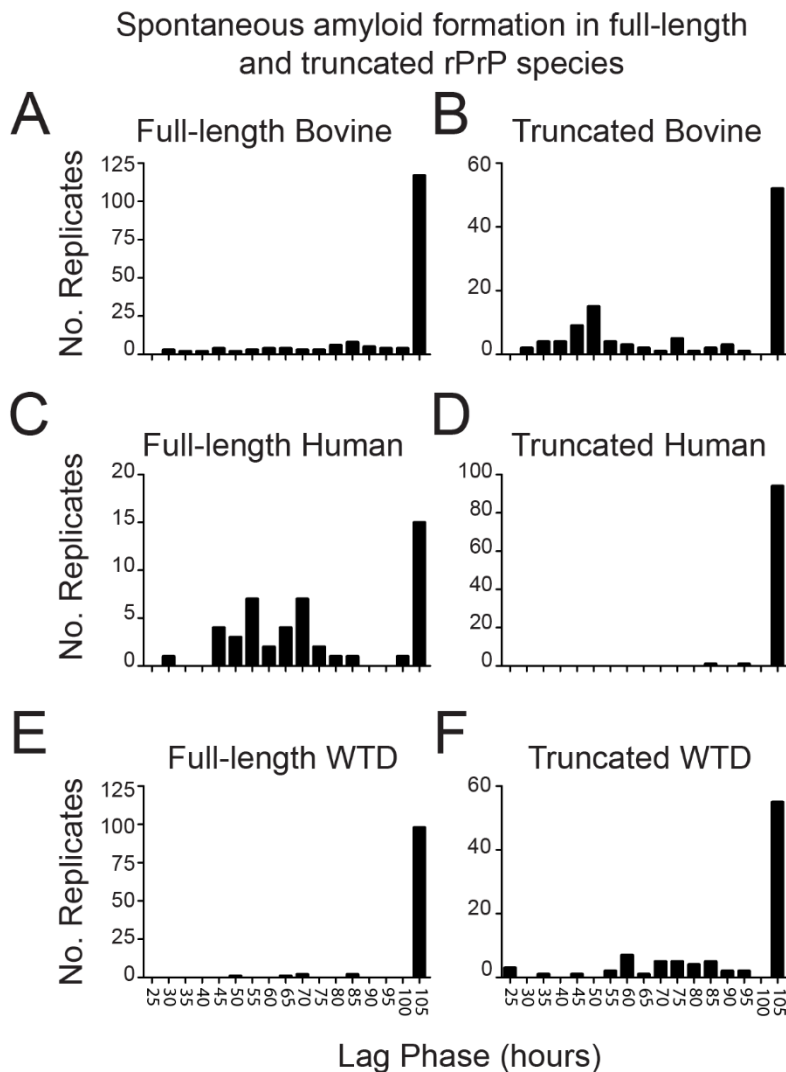 Spontaneous amyloid formation in full-length
and truncated rPrP species
A
Full-length Bovine
No. Replicates
125
100
75
50
25
0
B
Truncated Bovine
60
40
20
0
C
Full-length Human
No. Replicates
20
15
10
5
0
D
Truncated Human
100
80
60
40
20
0
E
Full-length WTD
No. Replicates
125
100
75
50
25
0
25 30 35 40 45 50 55 60 65 70 75 80 85 90 95 100 105
F
Truncated WTD
60
40
20
0
25 30 35 40 45 50 55 60 65 70 75 80 85 90 95 100 105
Lag Phase (hours)